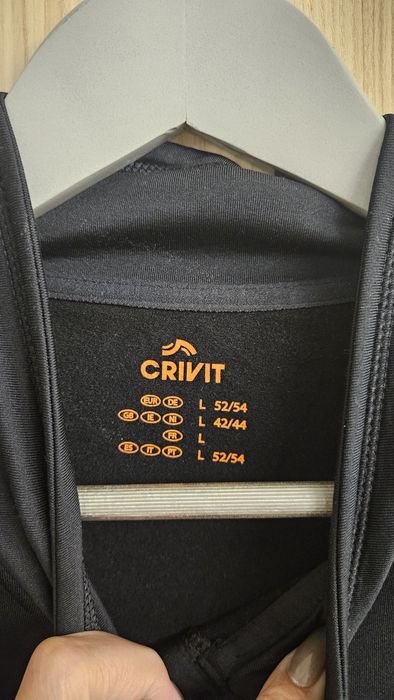 CRIVIT
EUR DE L 52/54
GB IE NI L 42/44
FR L
ES IT PT L 52/54